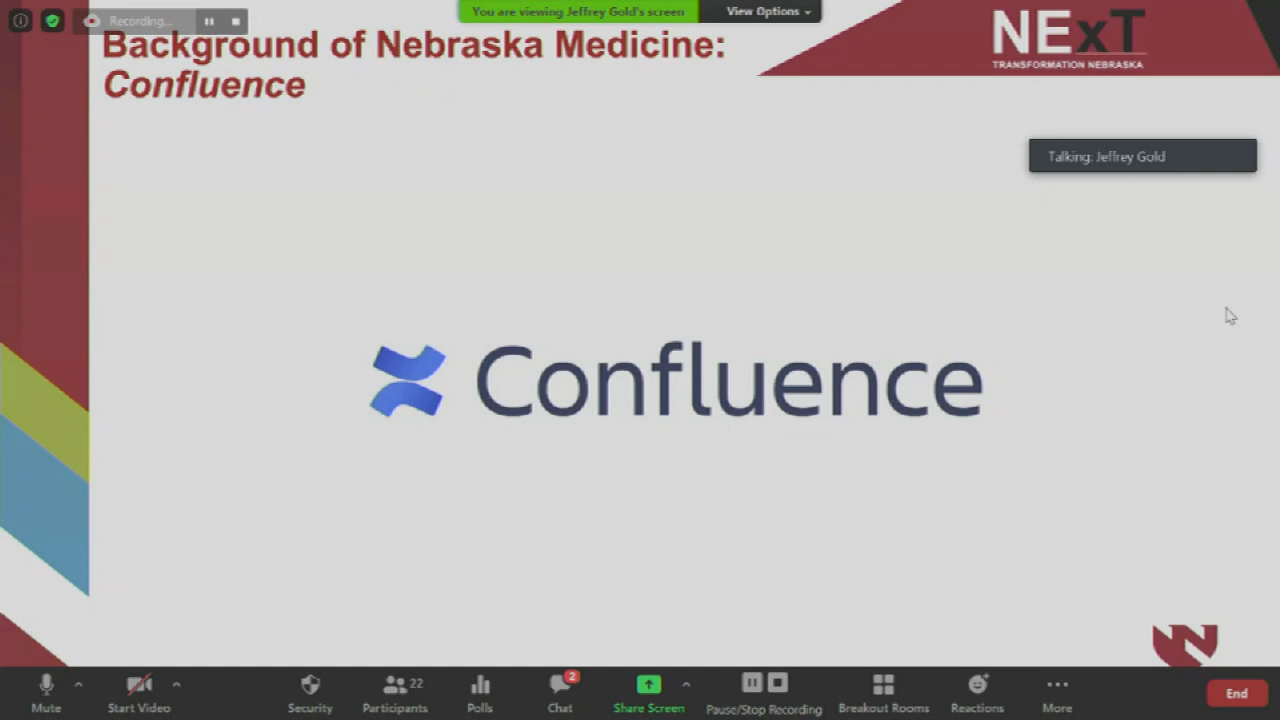 Recording...
You are viewing Jeffrey Gold's screen
View Options
Background of Nebraska Medicine:
Confluence
NExT
TRANSFORMATION NEBRASKA
Talking: Jeffrey Gold
Confluence
Mute
Start Video
Security
22
Participants
Polls
2
Chat
Share Screen
Pause/Stop Recording
Breakout Rooms
Reactions
More
End